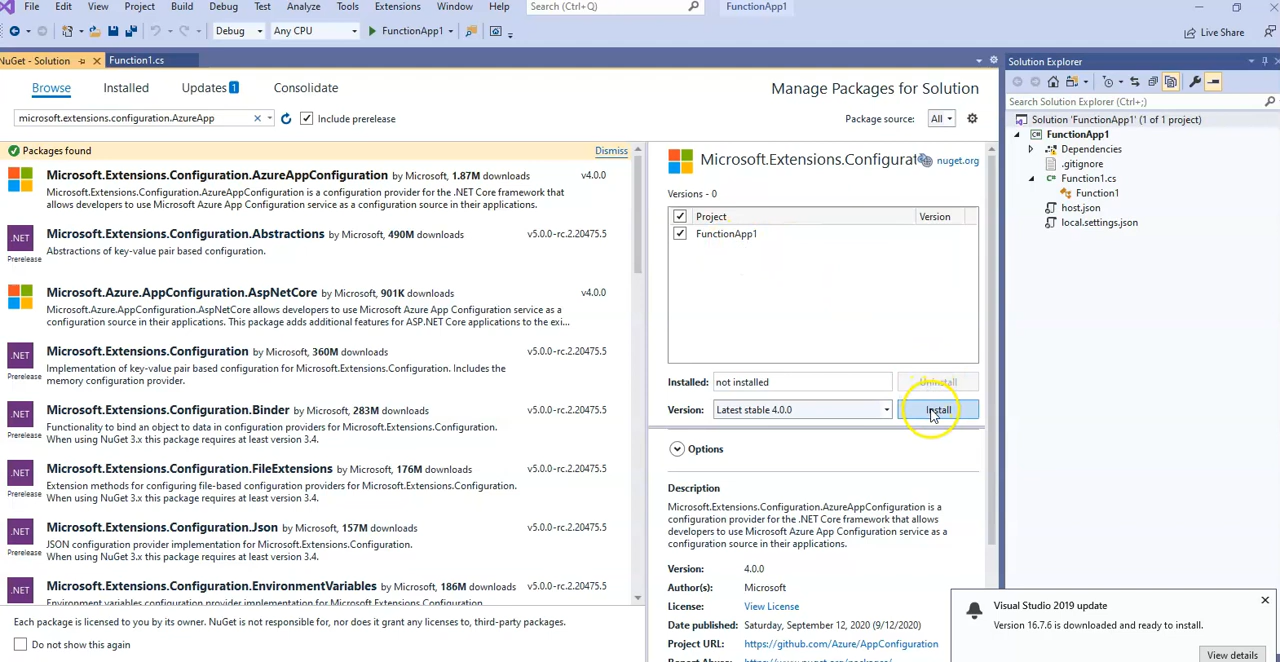 File Edit View Project Build Debug Test Analyze Tools Extensions Window Help Search (Ctrl+Q) FunctionApp1
Debug Any CPU FunctionApp1 Live Share
NuGet - Solution Function1.cs
Browse Installed Updates 1 Consolidate
Manage Packages for Solution
microsoft.extensions.configuration.AzureApp
Include prerelease
Package source: All
Packages found Dismiss
Microsoft.Extensions.Configuration.AzureAppConfiguration by Microsoft, 1.87M downloads v4.0.0
Microsoft.Extensions.Configuration.AzureAppConfiguration is a configuration provider for the .NET Core framework that
allows developers to use Microsoft Azure App Configuration service as a configuration source in their applications.
.NET
Prerelease
Microsoft.Extensions.Configuration.Abstractions by Microsoft, 490M downloads v5.0.0-rc.2.20475.5
Abstractions of key-value pair based configuration.
Microsoft.Azure.AppConfiguration.AspNetCore by Microsoft, 901K downloads v4.0.0
Microsoft.Azure.AppConfiguration.AspNetCore allows developers to use Microsoft Azure App Configuration service as a
configuration source in their applications. This package adds additional features for ASP.NET Core applications to the exi...
.NET
Prerelease
Microsoft.Extensions.Configuration by Microsoft, 360M downloads v5.0.0-rc.2.20475.5
Implementation of key-value pair based configuration for Microsoft.Extensions.Configuration. Includes the
memory configuration provider.
.NET
Prerelease
Microsoft.Extensions.Configuration.Binder by Microsoft, 283M downloads v5.0.0-rc.2.20475.5
Functionality to bind an object to data in configuration providers for Microsoft.Extensions.Configuration.
When using NuGet 3.x this package requires at least version 3.4.
.NET
Prerelease
Microsoft.Extensions.Configuration.FileExtensions by Microsoft, 176M downloads v5.0.0-rc.2.20475.5
Extension methods for configuring file-based configuration providers for Microsoft.Extensions.Configuration.
When using NuGet 3.x this package requires at least version 3.4.
.NET
Prerelease
Microsoft.Extensions.Configuration.Json by Microsoft, 157M downloads v5.0.0-rc.2.20475.5
JSON configuration provider implementation for Microsoft.Extensions.Configuration.
When using NuGet 3.x this package requires at least version 3.4.
.NET
Microsoft.Extensions.Configuration.EnvironmentVariables by Microsoft, 186M downloads v5.0.0-rc.2.20475.5
Environment variables configuration provider implementation for Microsoft.Extensions.Configuration.
Each package is licensed to you by its owner. NuGet is not responsible for, nor does it grant any licenses to, third-party packages.
Do not show this again
Microsoft.Extensions.Configurat nuget.org
Versions - 0
Project Version
FunctionApp1
Installed: not installed Uninstall
Version: Latest stable 4.0.0 Install
Options
Description
Microsoft.Extensions.Configuration.AzureAppConfiguration is a
configuration provider for the .NET Core framework that allows
developers to use Microsoft Azure App Configuration service as a
configuration source in their applications.
Version: 4.0.0
Author(s): Microsoft
License: View License
Date published: Saturday, September 12, 2020 (9/12/2020)
Project URL: https://github.com/Azure/AppConfiguration
Solution Explorer
Search Solution Explorer (Ctrl+;)
Solution 'FunctionApp1' (1 of 1 project)
FunctionApp1
Dependencies
.gitignore
Function1.cs
Function1
host.json
local.settings.json
Visual Studio 2019 update
Version 16.7.6 is downloaded and ready to install.
View details